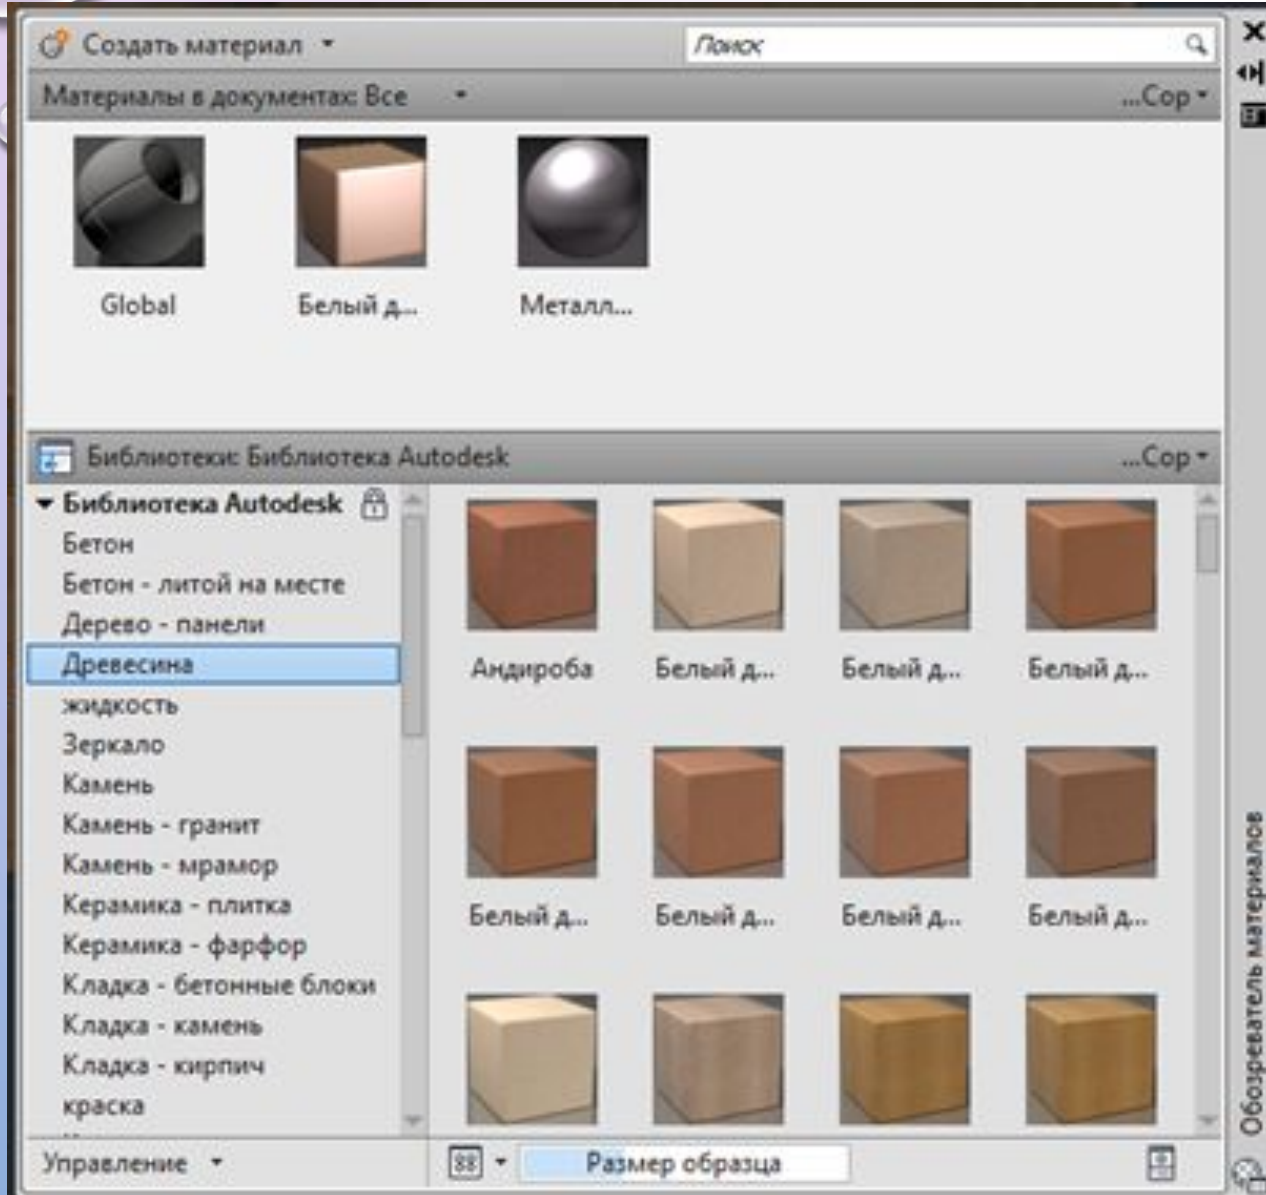 Создать материал
Поиск
Материалы в документах: Все
...Сор
Global
Белый д...
Металл...
Библиотеки: Библиотека Autodesk
...Сор
Библиотека Autodesk
Бетон
Бетон - литой на месте
Дерево - панели
Древесина
жидкость
Зеркало
Камень
Камень - гранит
Камень - мрамор
Керамика - плитка
Керамика - фарфор
Кладка - бетонные блоки
Кладка - камень
Кладка - кирпич
краска
Андироба
Белый д...
Белый д...
Белый д...
Белый д...
Белый д...
Белый д...
Белый д...
Управление
Размер образца
Обозреватель материалов